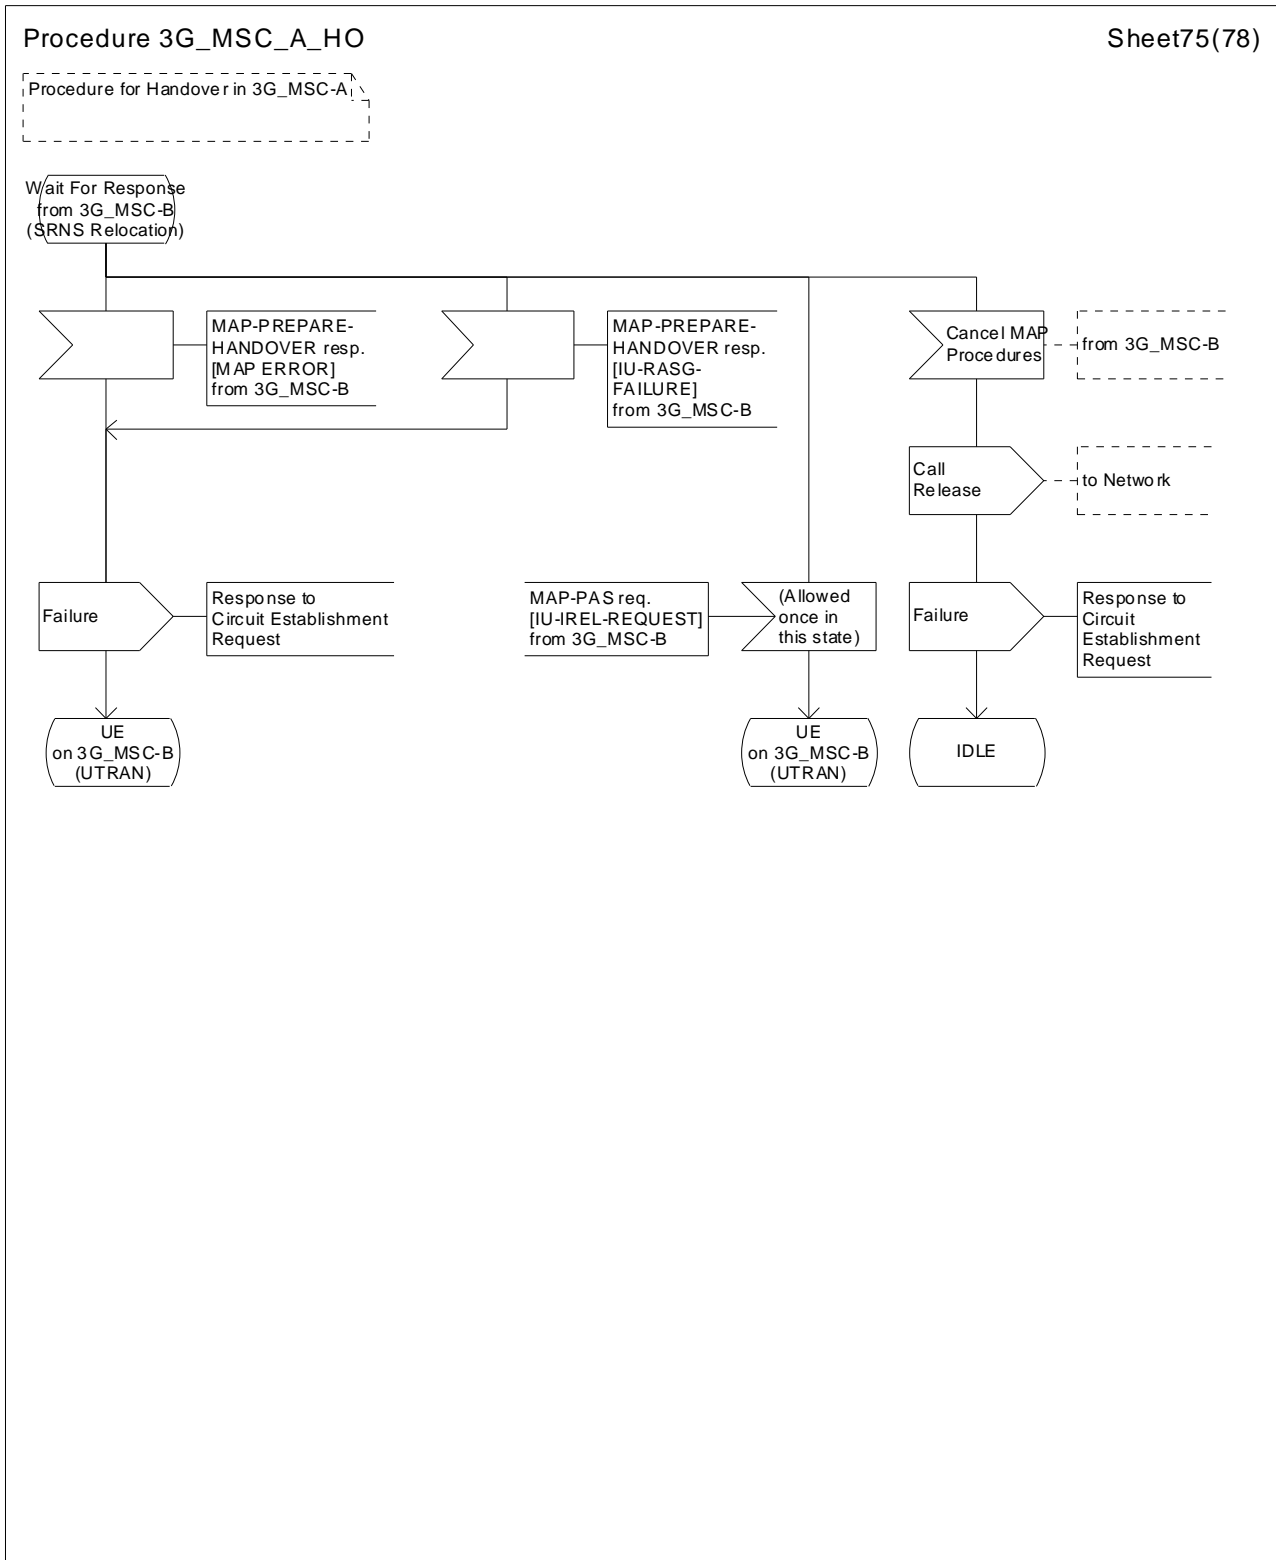 Procedure 3G_MSC_A_HO
Sheet75(78)
Procedure for Handover in 3G_MSC-A
Wait For Response
from 3G_MSC-B
(SRNS Relocation)
MAP-PREPARE-
HANDOVER resp.
[MAP ERROR]
from 3G_MSC-B
MAP-PREPARE-
HANDOVER resp.
[IU-RASG-
FAILURE]
from 3G_MSC-B
Cancel MAP
Procedures
from 3G_MSC-B
Call
Release
to Network
Failure
Response to
Circuit Establishment
Request
MAP-PAS req.
[IU-IREL-REQUEST]
from 3G_MSC-B
(Allowed
once in
this state)
Failure
Response to
Circuit
Establishment
Request
UE
on 3G_MSC-B
(UTRAN)
UE
on 3G_MSC-B
(UTRAN)
IDLE